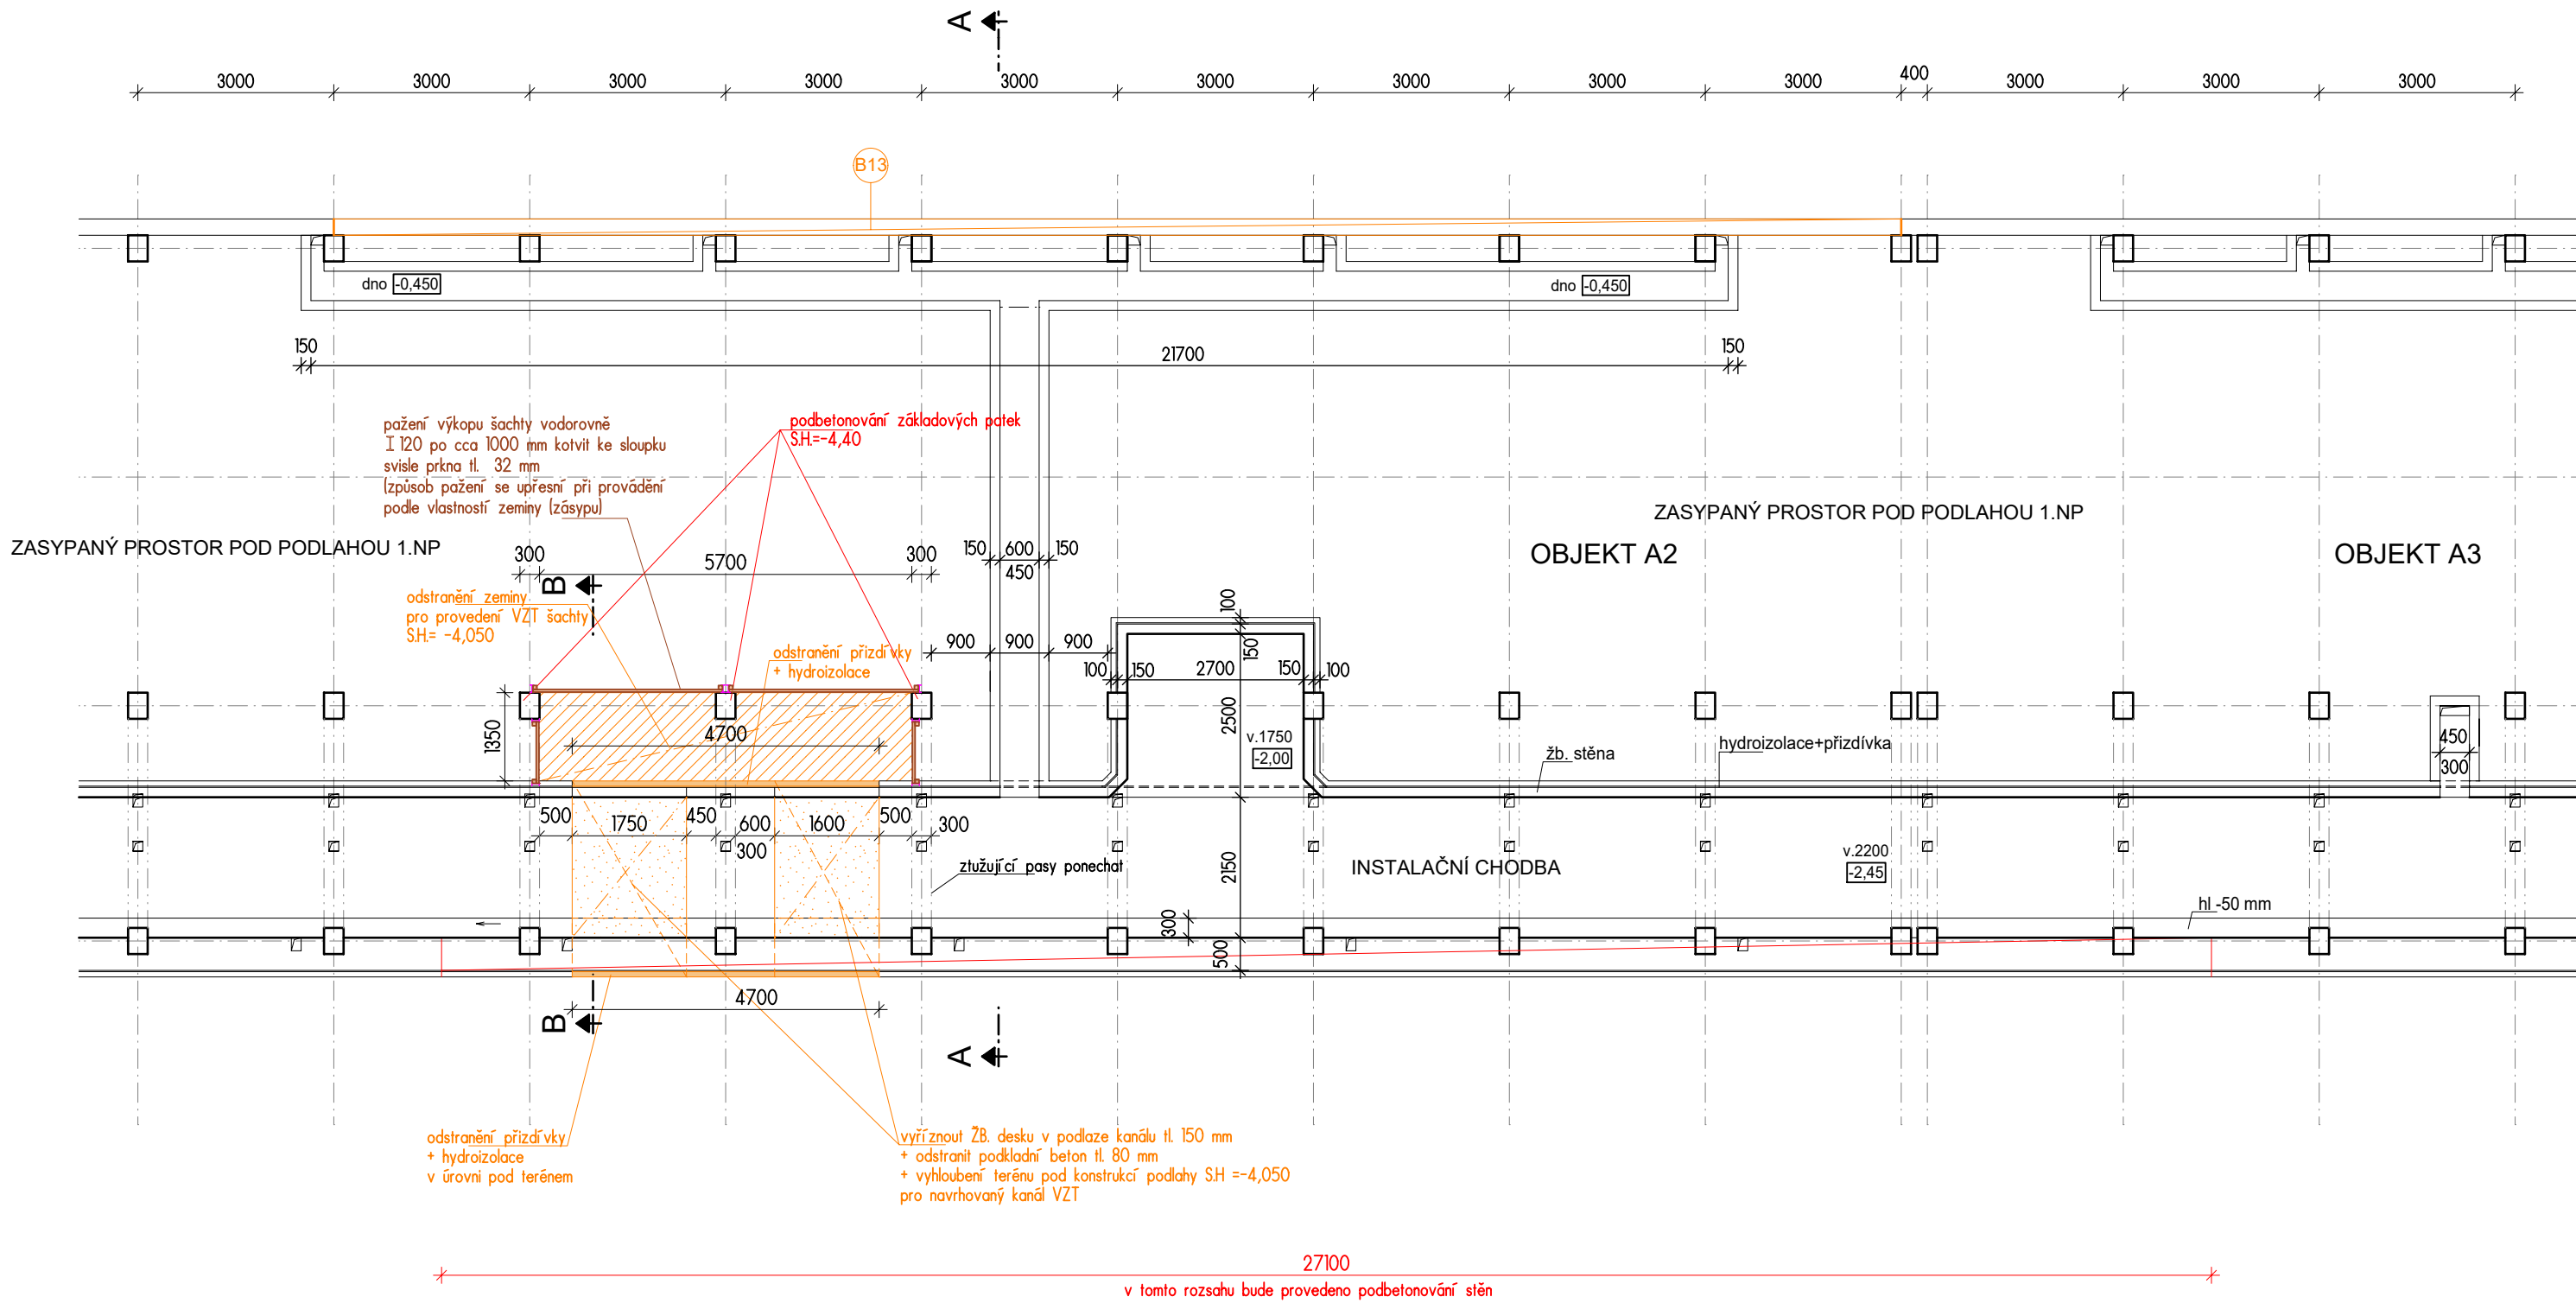 A
3000 3000 3000 3000 3000 3000 3000 3000 3000 400 3000 3000 3000
B13
dno -0,450
dno -0,450
150 21700 150
pažení výkopu šachty vodorovně
I 120 po cca 1000 mm kotvit ke sloupku
svisle prkna tl. 32 mm
(způsob pažení se upřesní při provádění
podle vlastností zeminy (zásypu)
podbetonování základových patek
S.H.=-4,40
ZASYPANÝ PROSTOR POD PODLAHOU 1.NP
ZASYPANÝ PROSTOR POD PODLAHOU 1.NP
OBJEKT A2
OBJEKT A3
300 5700 300
150 600 150
450
B
odstranění zeminy
pro provedení VZT šachty
S.H.= -4,050
odstranění přizdívky
+ hydroizolace
900 900 900
100
150
100 150 2700 150 100
1350
4700
2500
v.1750
-2,00
žb. stěna
hydroizolace+přizdívka
450
300
500 1750 450 600 1600 500 300
300
ztužující pasy ponechat
2150
INSTALAČNÍ CHODBA
v.2200
-2,45
hl -50 mm
300
500
4700
B
A
odstranění přizdívky
+ hydroizolace
v úrovni pod terénem
vyříznout ŽB. desku v podlaze kanálu tl. 150 mm
+ odstranit podkladní beton tl. 80 mm
+ vyhloubení terénu pod konstrukcí podlahy S.H =-4,050
pro navrhovaný kanál VZT
27100
v tomto rozsahu bude provedeno podbetonování stěn